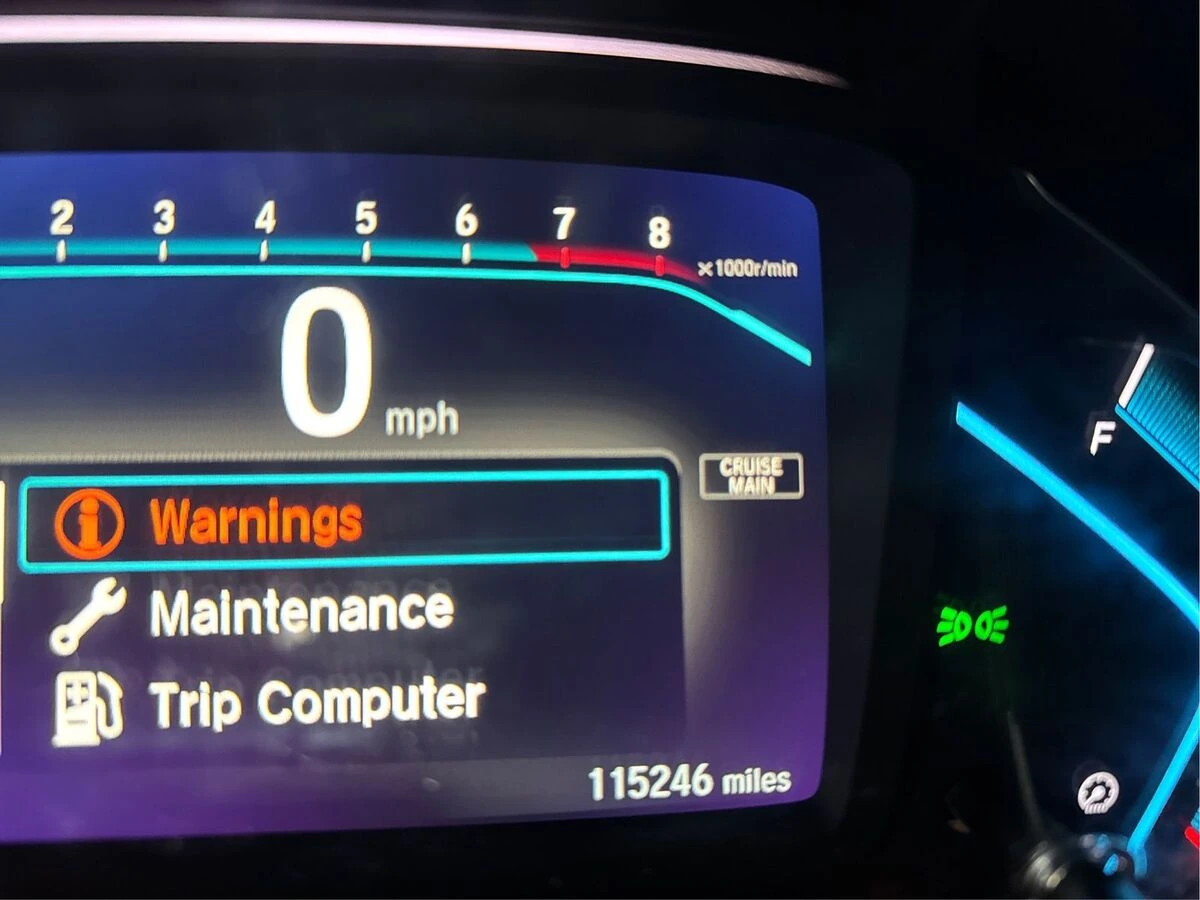 2 3 4 5 6 7 8
×1000r/min
0 mph
CRUISE
MAIN
F
Warnings
Maintenance
Trip Computer
115246 miles